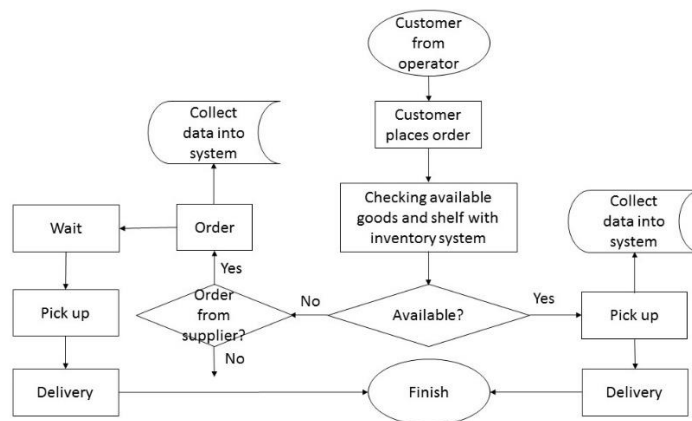 Customer
from
operator
Customer
places order
Collect
data into
system
Checking available
goods and shelf with
inventory system
Collect
data into
system
Wait
Order
Yes
Order
from
supplier?
No
Available?
Yes
Pick up
Pick up
No
Delivery
Finish
Delivery